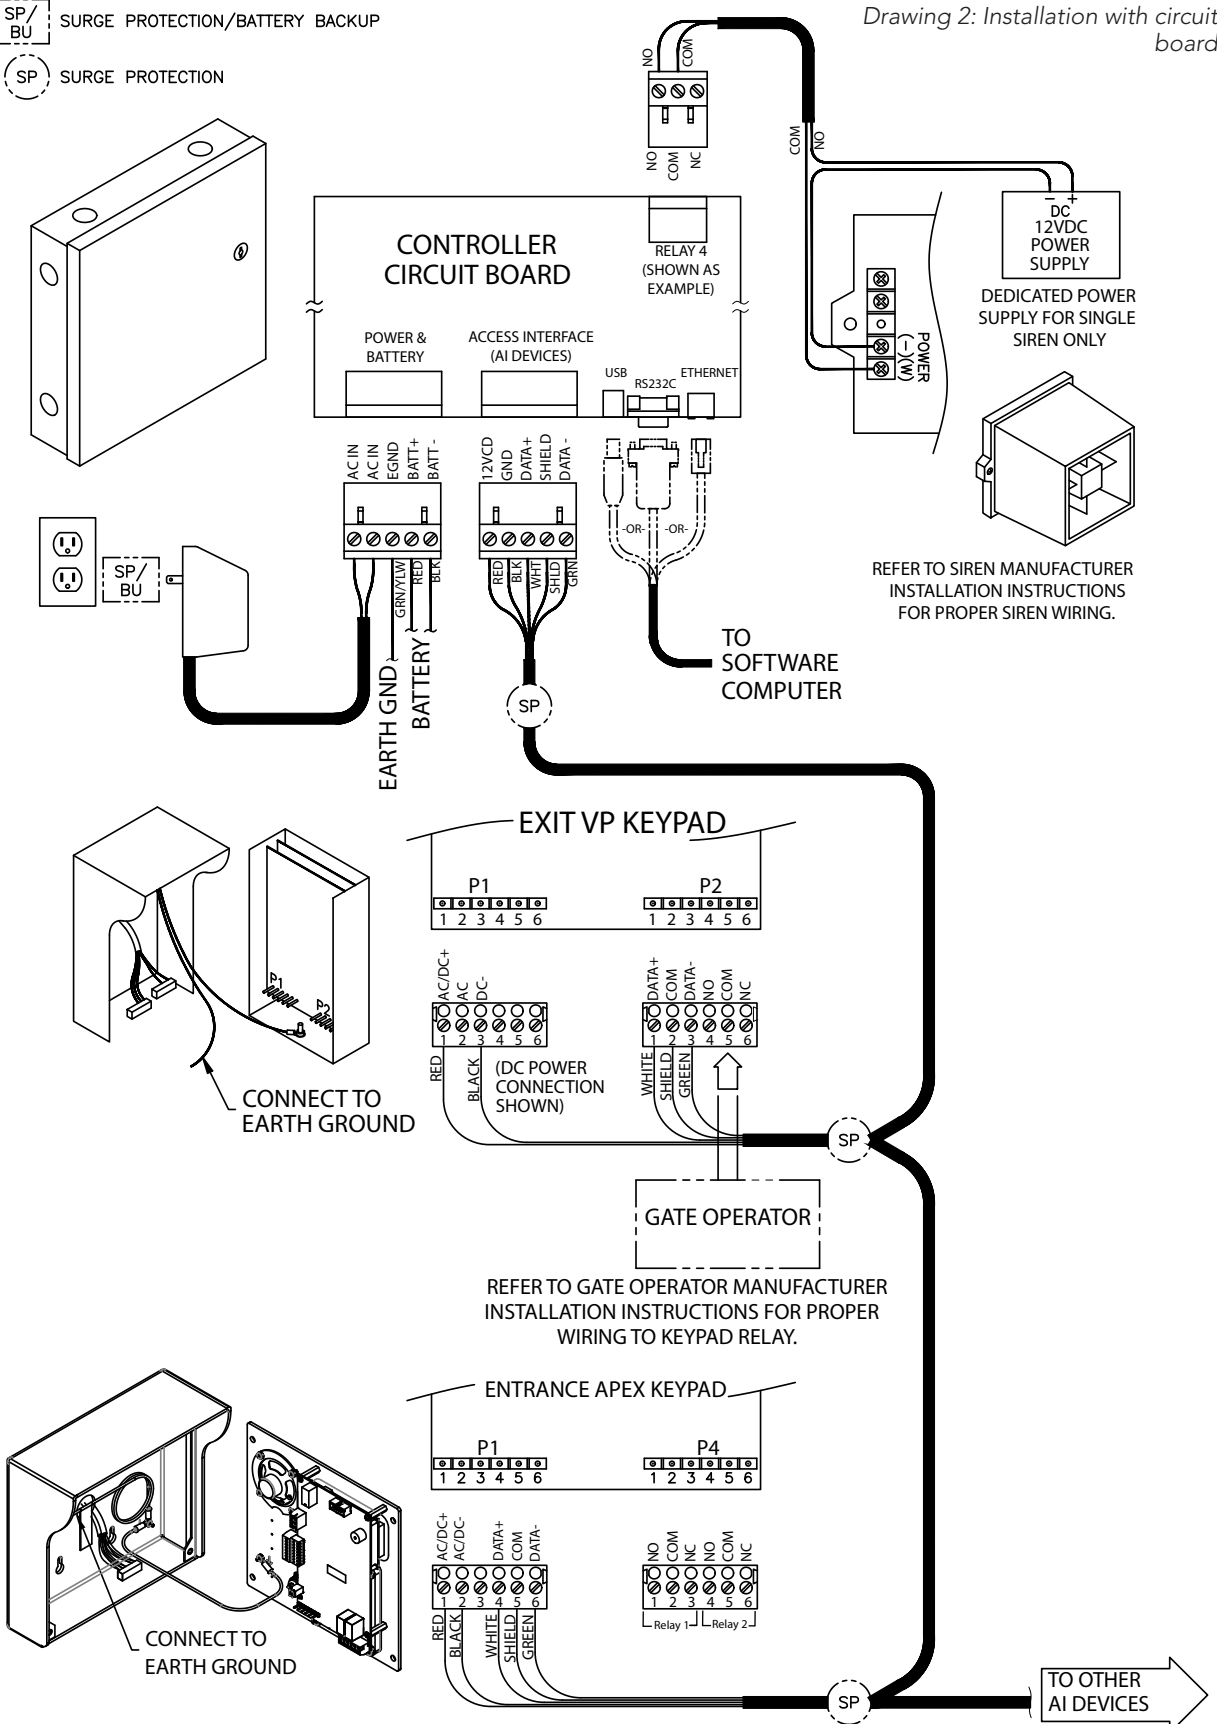 SP/
BU
SURGE PROTECTION/BATTERY BACKUP
SP
SURGE PROTECTION
Drawing 2: Installation with circuit
board
NO
COM
NO
COM
NC
COM
NO
- +
DC
12VDC
POWER
SUPPLY
DEDICATED POWER
SUPPLY FOR SINGLE
SIREN ONLY
CONTROLLER
CIRCUIT BOARD
RELAY 4
(SHOWN AS
EXAMPLE)
POWER &
BATTERY
ACCESS INTERFACE
(AI DEVICES)
USB
RS232C
ETHERNET
POWER
(-)(W)
AC IN
AC IN
EGND
BATT+
BATT-
12VCD
GND
DATA+
SHIELD
DATA -
-OR-
-OR-
GRN/YLW
RED
BLK
RED
BLK
WHT
SHLD
GRN
SP/
BU
EARTH GND
BATTERY
TO
SOFTWARE
COMPUTER
REFER TO SIREN MANUFACTURER
INSTALLATION INSTRUCTIONS
FOR PROPER SIREN WIRING.
SP
EXIT VP KEYPAD
P1
P2
1 2 3 4 5 6
1 2 3 4 5 6
P1
P2
AC/DC+
AC
DC-
DATA+
COM
DATA-
NO
COM
NC
1 2 3 4 5 6
1 2 3 4 5 6
RED
BLACK
(DC POWER
CONNECTION
SHOWN)
WHITE
SHIELD
GREEN
CONNECT TO
EARTH GROUND
SP
GATE OPERATOR
REFER TO GATE OPERATOR MANUFACTURER
INSTALLATION INSTRUCTIONS FOR PROPER
WIRING TO KEYPAD RELAY.
ENTRANCE APEX KEYPAD
P1
P4
1 2 3 4 5 6
1 2 3 4 5 6
AC/DC+
AC/DC-
DATA+
COM
DATA-
NO
COM
NC
NO
COM
NC
1 2 3 4 5 6
1 2 3 4 5 6
Relay 1
Relay 2
RED
BLACK
WHITE
SHIELD
GREEN
CONNECT TO
EARTH GROUND
SP
TO OTHER
AI DEVICES